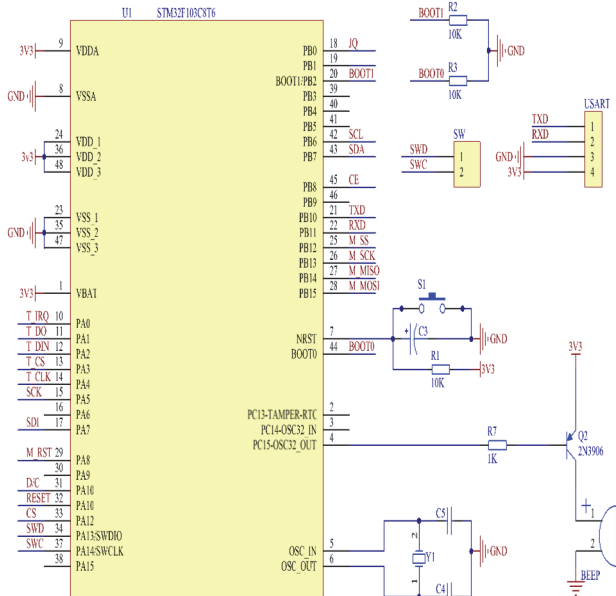 U1 STM32F103C8T6
3V3 9 VDDA
GND 8 VSSA
24 VDD_1
3v3 36 VDD_2
48 VDD_3
23 VSS_1
GND 35 VSS_2
47 VSS_3
3V3 1 VBAT
T_IRQ 10 PA0
T_DO 11 PA1
T_DIN 12 PA2
T_CS 13 PA3
T_CLK 14 PA4
SCK 15 PA5
16 PA6
SDI 17 PA7
M_RST 29 PA8
30 PA9
D/C 31 PA10
RESET 32 PA10
CS 33 PA12
SWD 34 PA13/SWDIO
SWC 37 PA14/SWCLK
38 PA15
PB0 18 JQ
PB1 19
BOOT1/PB2 20 BOOT1
PB3 39
PB4 40
PB5 41
PB6 42 SCL
PB7 43 SDA
PB8 45 CE
PB9 46
PB10 21 TXD
PB11 22 RXD
PB12 25 M_SS
PB13 26 M_SCK
PB14 27 M_MISO
PB15 28 M_MOSI
NRST 7
BOOT0 44 BOOT0
PC13-TAMPER-RTC 2
PC14-OSC32_IN 3
PC15-OSC32_OUT 4
OSC_IN 5
OSC_OUT 6
BOOT1 R2
10K
GND
BOOT0 R3
10K
SW
SWD 1
SWC 2
USART
TXD 1
RXD 2
GND 3
3V3 4
S1
+ C3
GND
R1
10K
3V3
3V3
R7
1K
Q2
2N3906
C5
2
Y1
1
GND
C4
+
1
2
BEEP